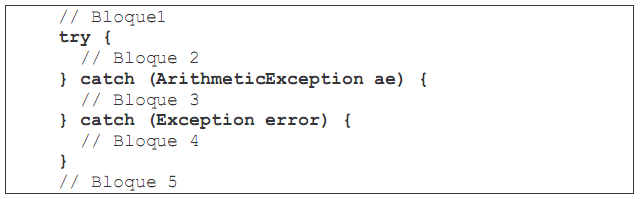 // Bloque1
try {
// Bloque 2
} catch (ArithmeticException ae) {
// Bloque 3
} catch (Exception error) {
// Bloque 4
}
// Bloque 5